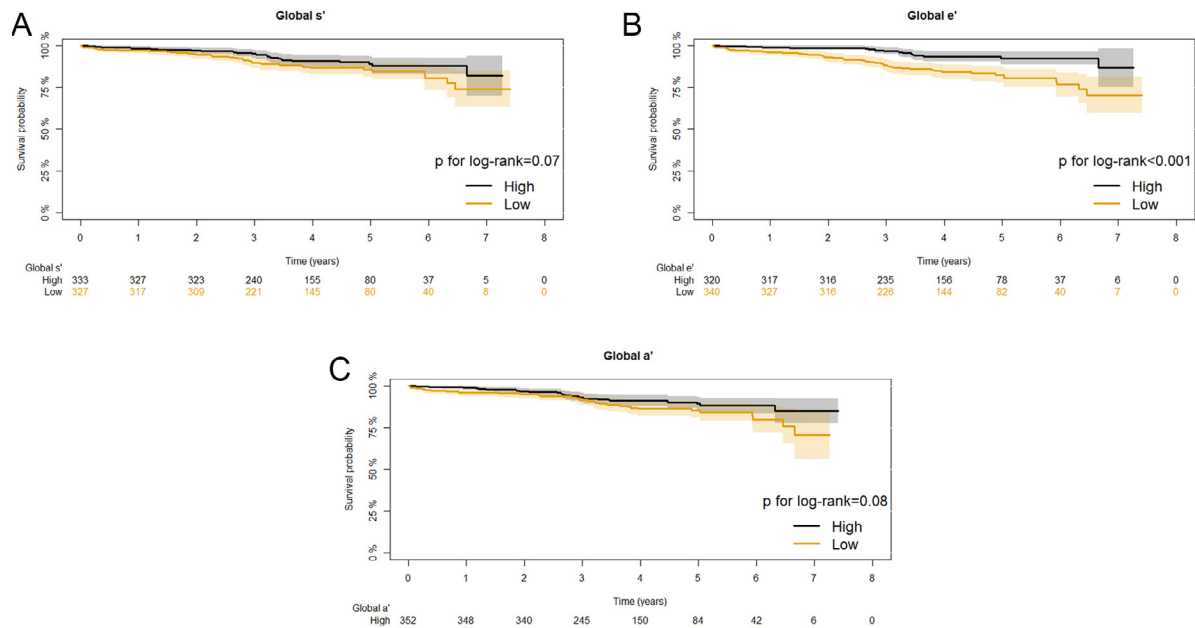 A
Global s'
Survival probability
100 %
75 %
50 %
25 %
0 %
p for log-rank=0.07
High
Low
0 1 2 3 4 5 6 7 8
Time (years)
Global s'
High 333 327 323 240 155 80 37 5 0
Low 327 317 309 221 145 80 40 8 0
B
Global e'
Survival probability
100 %
75 %
50 %
25 %
0 %
p for log-rank<0.001
High
Low
0 1 2 3 4 5 6 7 8
Time (years)
Global e'
High 320 317 316 235 156 78 37 6 0
Low 340 327 316 226 144 82 40 7 0
C
Global a'
Survival probability
100 %
75 %
50 %
25 %
0 %
p for log-rank=0.08
High
Low
0 1 2 3 4 5 6 7 8
Time (years)
Global a'
High 352 348 340 245 150 84 42 6 0